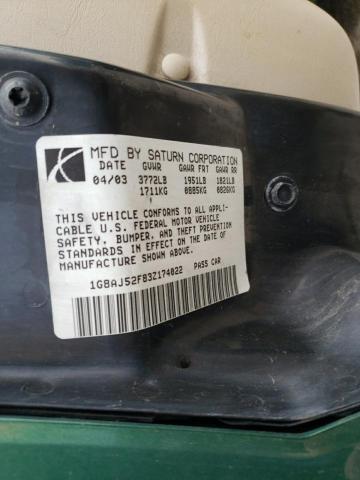 MFD BY SATURN CORPORATION
DATE GVWR GAWR FRT GAWR RR
04/03 3772LB 1951LB 1821LB
1711KG 0885KG 0826KG
THIS VEHICLE CONFORMS TO ALL APPLI-
CABLE U.S. FEDERAL MOTOR VEHICLE
SAFETY, BUMPER, AND THEFT PREVENTION
STANDARDS IN EFFECT ON THE DATE OF
MANUFACTURE SHOWN ABOVE.
1G8AJ52F83Z174022 PASS CAR